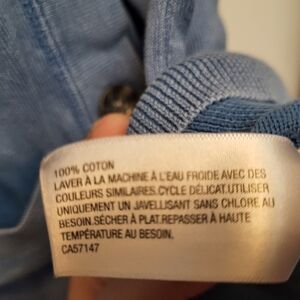 100% COTON
LAVER À LA MACHINE À L'EAU FROIDE AVEC DES
COULEURS SIMILAIRES.CYCLE DÉLICAT.UTILISER
UNIQUEMENT UN JAVELLISANT SANS CHLORE AU
BESOIN.SÉCHER À PLAT.REPASSER À HAUTE
TEMPÉRATURE AU BESOIN.
CA57147